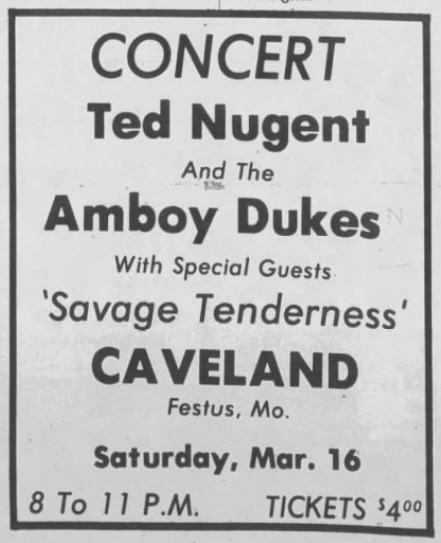 CONCERT
Ted Nugent
And The
Amboy Dukes
With Special Guests
'Savage Tenderness'
CAVELAND
Festus, Mo.
Saturday, Mar. 16
8 To 11 P.M. TICKETS $4.00